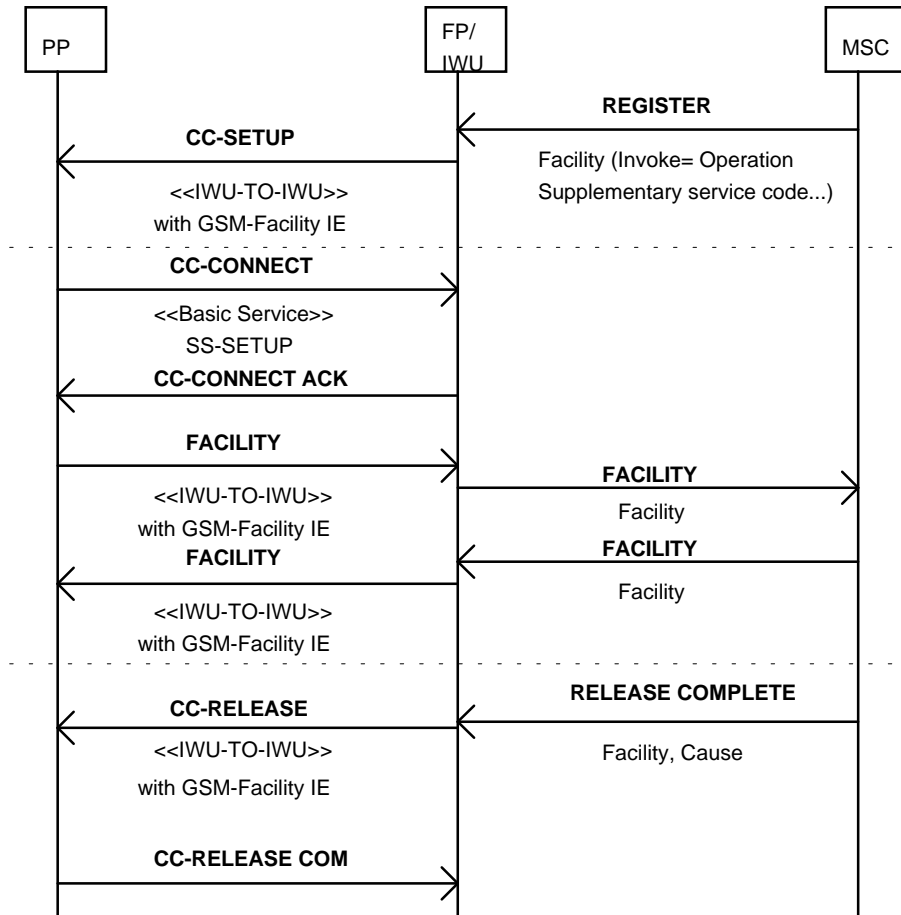 PP
FP/
IWU
MSC
REGISTER
CC-SETUP
Facility (Invoke= Operation
Supplementary service code...)
<<IWU-TO-IWU>>
with GSM-Facility IE
CC-CONNECT
<<Basic Service>>
SS-SETUP
CC-CONNECT ACK
FACILITY
FACILITY
<<IWU-TO-IWU>>
Facility
with GSM-Facility IE
FACILITY
FACILITY
Facility
<<IWU-TO-IWU>>
with GSM-Facility IE
RELEASE COMPLETE
CC-RELEASE
<<IWU-TO-IWU>>
Facility, Cause
with GSM-Facility IE
CC-RELEASE COM